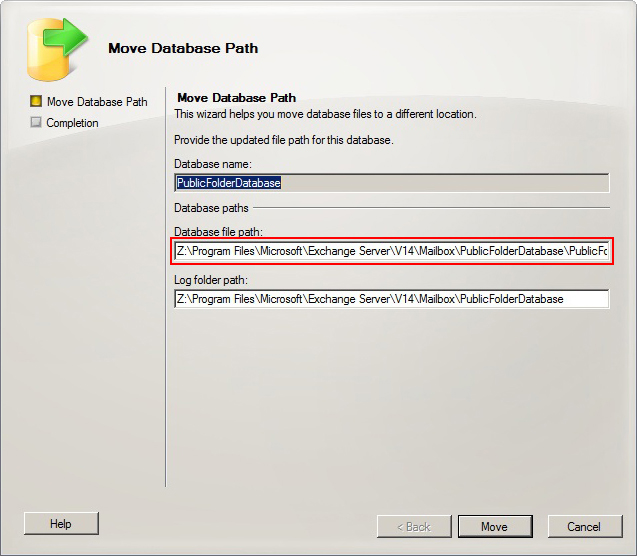 Move Database Path
Move Database Path
Completion
Move Database Path
This wizard helps you move database files to a different location.
Provide the updated file path for this database.
Database name:
PublicFolderDatabase
Database paths
Database file path:
Z:\Program Files\Microsoft\Exchange Server\V14\Mailbox\PublicFolderDatabase\PublicFo
Log folder path:
Z:\Program Files\Microsoft\Exchange Server\V14\Mailbox\PublicFolderDatabase
Help
< Back
Move
Cancel